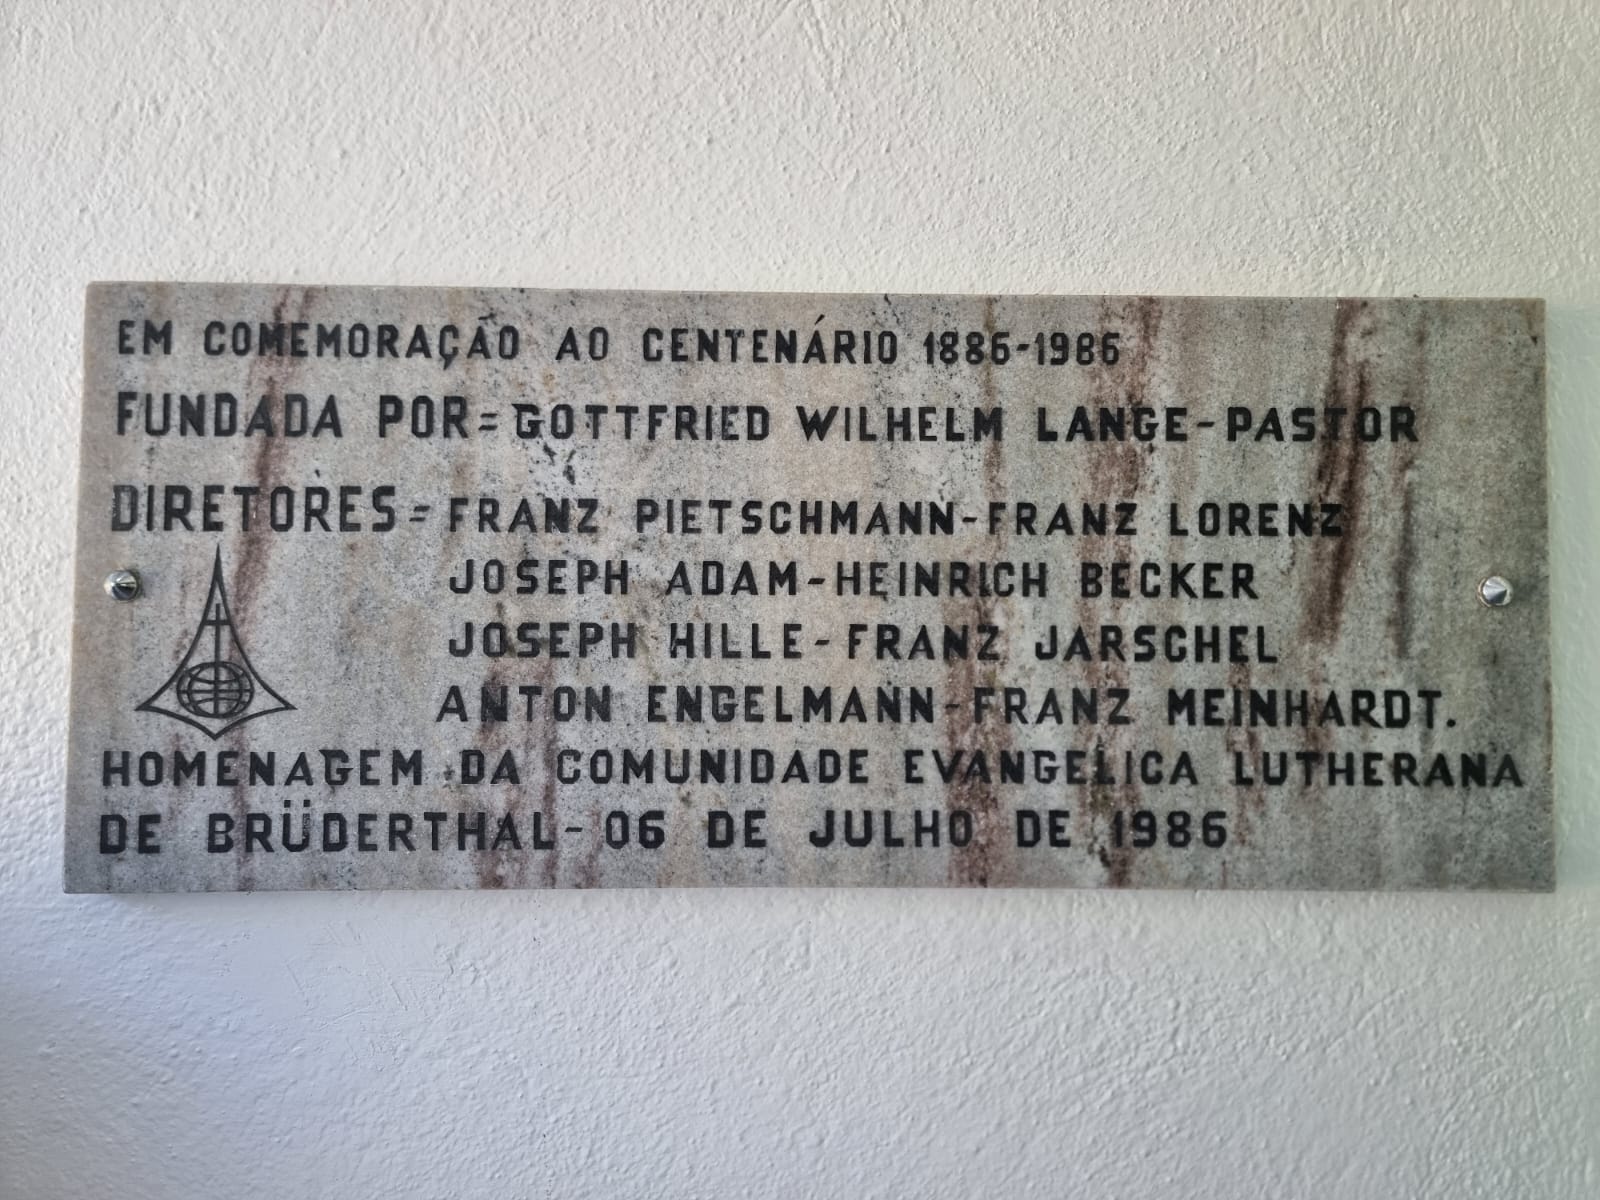 EM COMEMORAÇÃO AO CENTENÁRIO 1886-1986
FUNDADA POR=GOTTFRIED WILHELM LANGE-PASTOR
DIRETORES=FRANZ PIETSCHMANN-FRANZ LORENZ
JOSEPH ADAM-HEINRICH BECKER
JOSEPH HILLE-FRANZ JARSCHEL
ANTON ENGELMANN-FRANZ MEINHARDT.
HOMENAGEM DA COMUNIDADE EVANGELICA LUTHERANA
DE BRÜDERTHAL-06 DE JULHO DE 1986